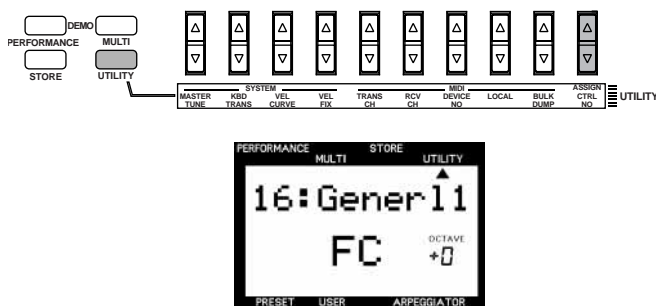 DEMO
PERFORMANCE MULTI
STORE UTILITY
SYSTEM MIDI ASSIGN
MASTER TUNE KBD TRANS VEL CURVE VEL FIX TRANS CH RCV CH DEVICE NO LOCAL BULK DUMP CTRL NO UTILITY
PERFORMANCE STORE
MULTI UTILITY
16:Generl1
FC OCTAVE +0
PRESET USER ARPEGGIATOR